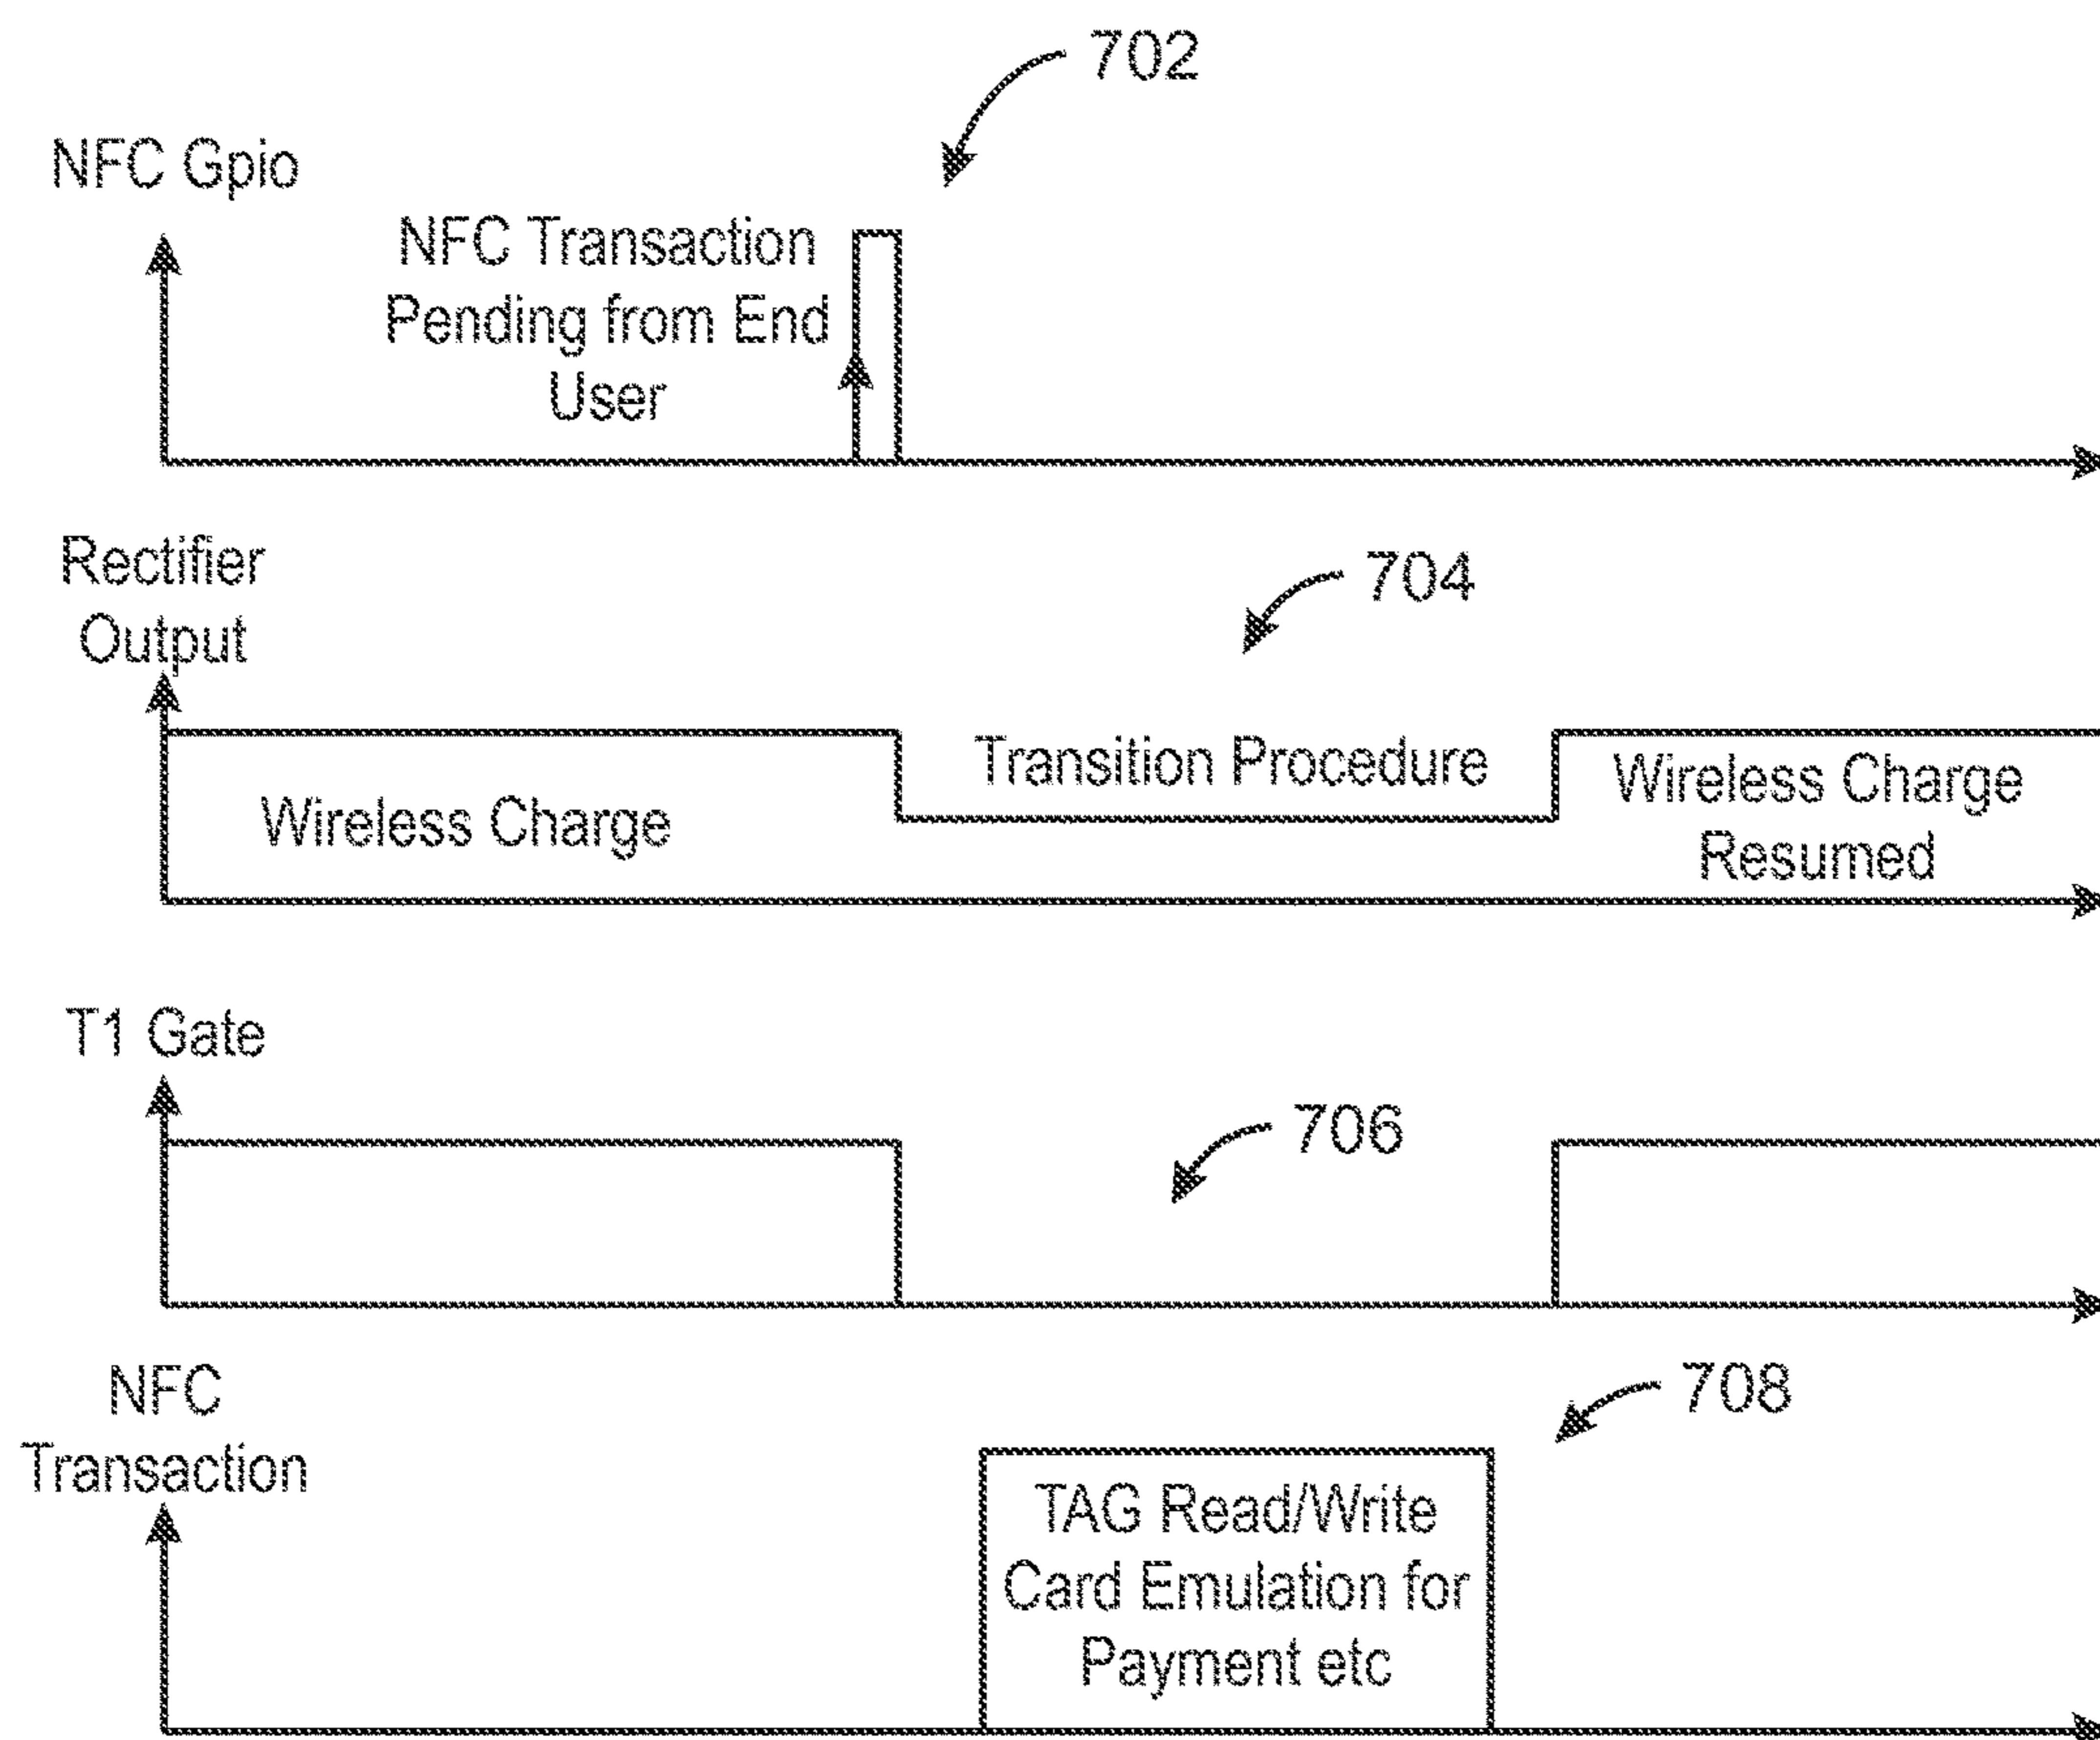 702
NFC Gpio
NFC Transaction
Pending from End
User
Rectifier
Output
704
Transition Procedure
Wireless Charge
Wireless Charge
Resumed
T1 Gate
706
NFC
Transaction
708
TAG Read/Write
Card Emulation for
Payment etc